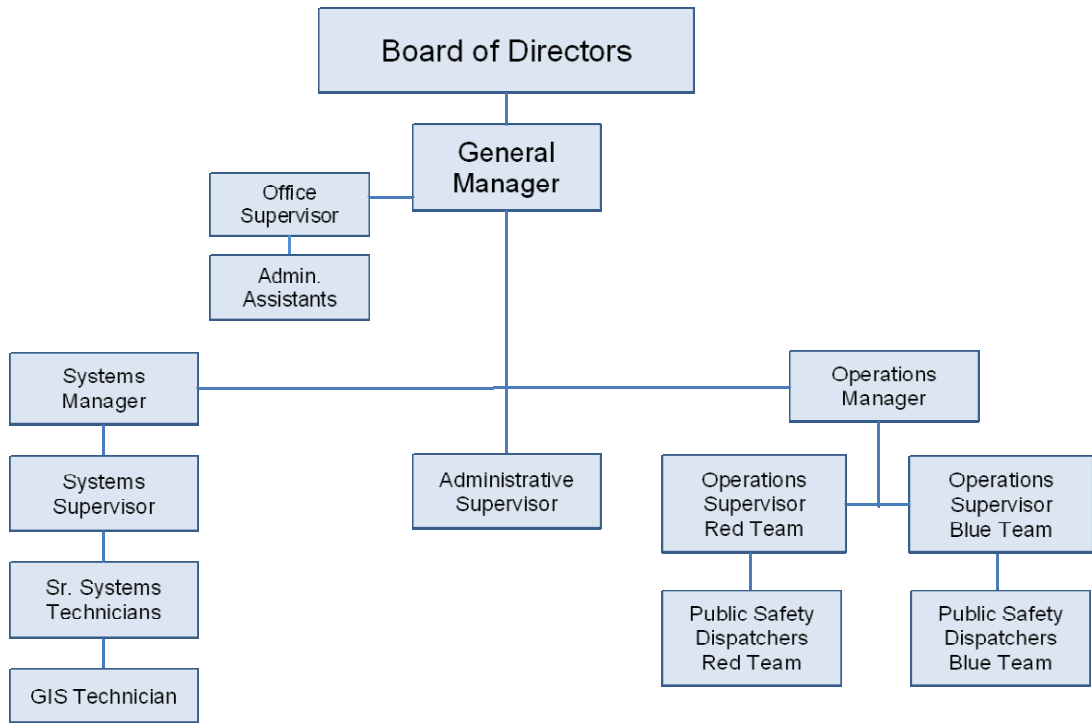 Board of Directors
General
Manager
Office
Supervisor
Admin.
Assistants
Systems
Manager
Operations
Manager
Systems
Supervisor
Administrative
Supervisor
Operations
Supervisor
Red Team
Operations
Supervisor
Blue Team
Sr. Systems
Technicians
Public Safety
Dispatchers
Red Team
Public Safety
Dispatchers
Blue Team
GIS Technician